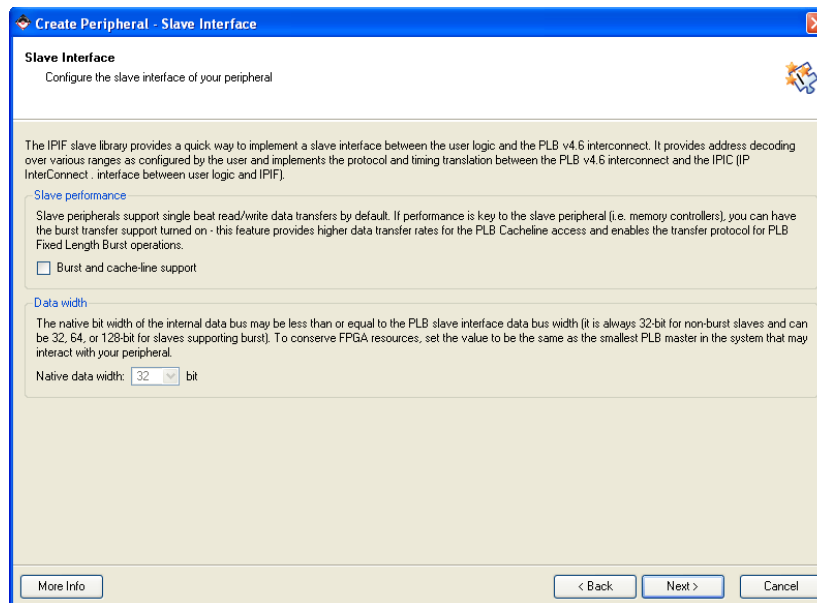 Create Peripheral - Slave Interface
Slave Interface
Configure the slave interface of your peripheral
The IPIF slave library provides a quick way to implement a slave interface between the user logic and the PLB v4.6 interconnect. It provides address decoding
over various ranges as configured by the user and implements the protocol and timing translation between the PLB v4.6 interconnect and the IPIC (IP
InterConnect . interface between user logic and IPIF).
Slave performance
Slave peripherals support single beat read/write data transfers by default. If performance is key to the slave peripheral (i.e. memory controllers), you can have
the burst transfer support turned on - this feature provides higher data transfer rates for the PLB Cacheline access and enables the transfer protocol for PLB
Fixed Length Burst operations.
Burst and cache-line support
Data width
The native bit width of the internal data bus may be less than or equal to the PLB slave interface data bus width (it is always 32-bit for non-burst slaves and can
be 32, 64, or 128-bit for slaves supporting burst). To conserve FPGA resources, set the value to be the same as the smallest PLB master in the system that may
interact with your peripheral.
Native data width: 32 bit
More Info < Back Next > Cancel